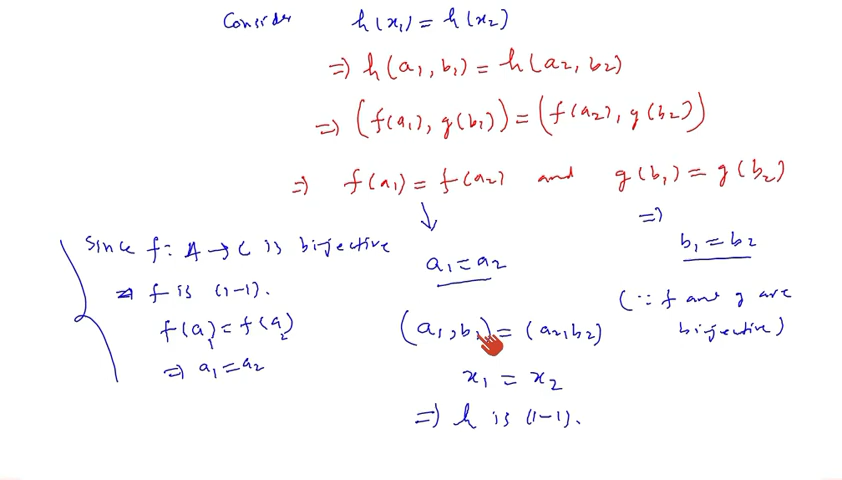 Consider h(x₁) = h(x₂)
⇒ h(a₁, b₁) = h(a₂, b₂)
⇒ (f(a₁), g(b₁)) = (f(a₂), g(b₂))
⇒ f(a₁) = f(a₂) and g(b₁) = g(b₂)
↓
a₁ = a₂
⇒
b₁ = b₂
(∵ f and g are
bijective)
Since f: A → C is bijective
⇒ f is (1-1).
f(a₁) = f(a₂)
⇒ a₁ = a₂
(a₁, b₁) = (a₂, b₂)
x₁ = x₂
⇒ h is (1-1).